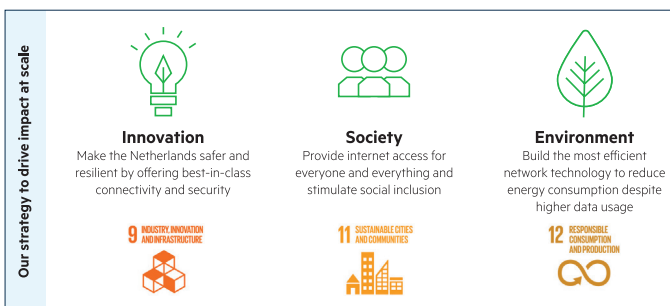 Our strategy to drive impact at scale
Innovation
Make the Netherlands safer and
resilient by offering best-in-class
connectivity and security
9 INDUSTRY, INNOVATION
AND INFRASTRUCTURE
Society
Provide internet access for
everyone and everything and
stimulate social inclusion
11 SUSTAINABLE CITIES
AND COMMUNITIES
Environment
Build the most efficient
network technology to reduce
energy consumption despite
higher data usage
12 RESPONSIBLE
CONSUMPTION
AND PRODUCTION